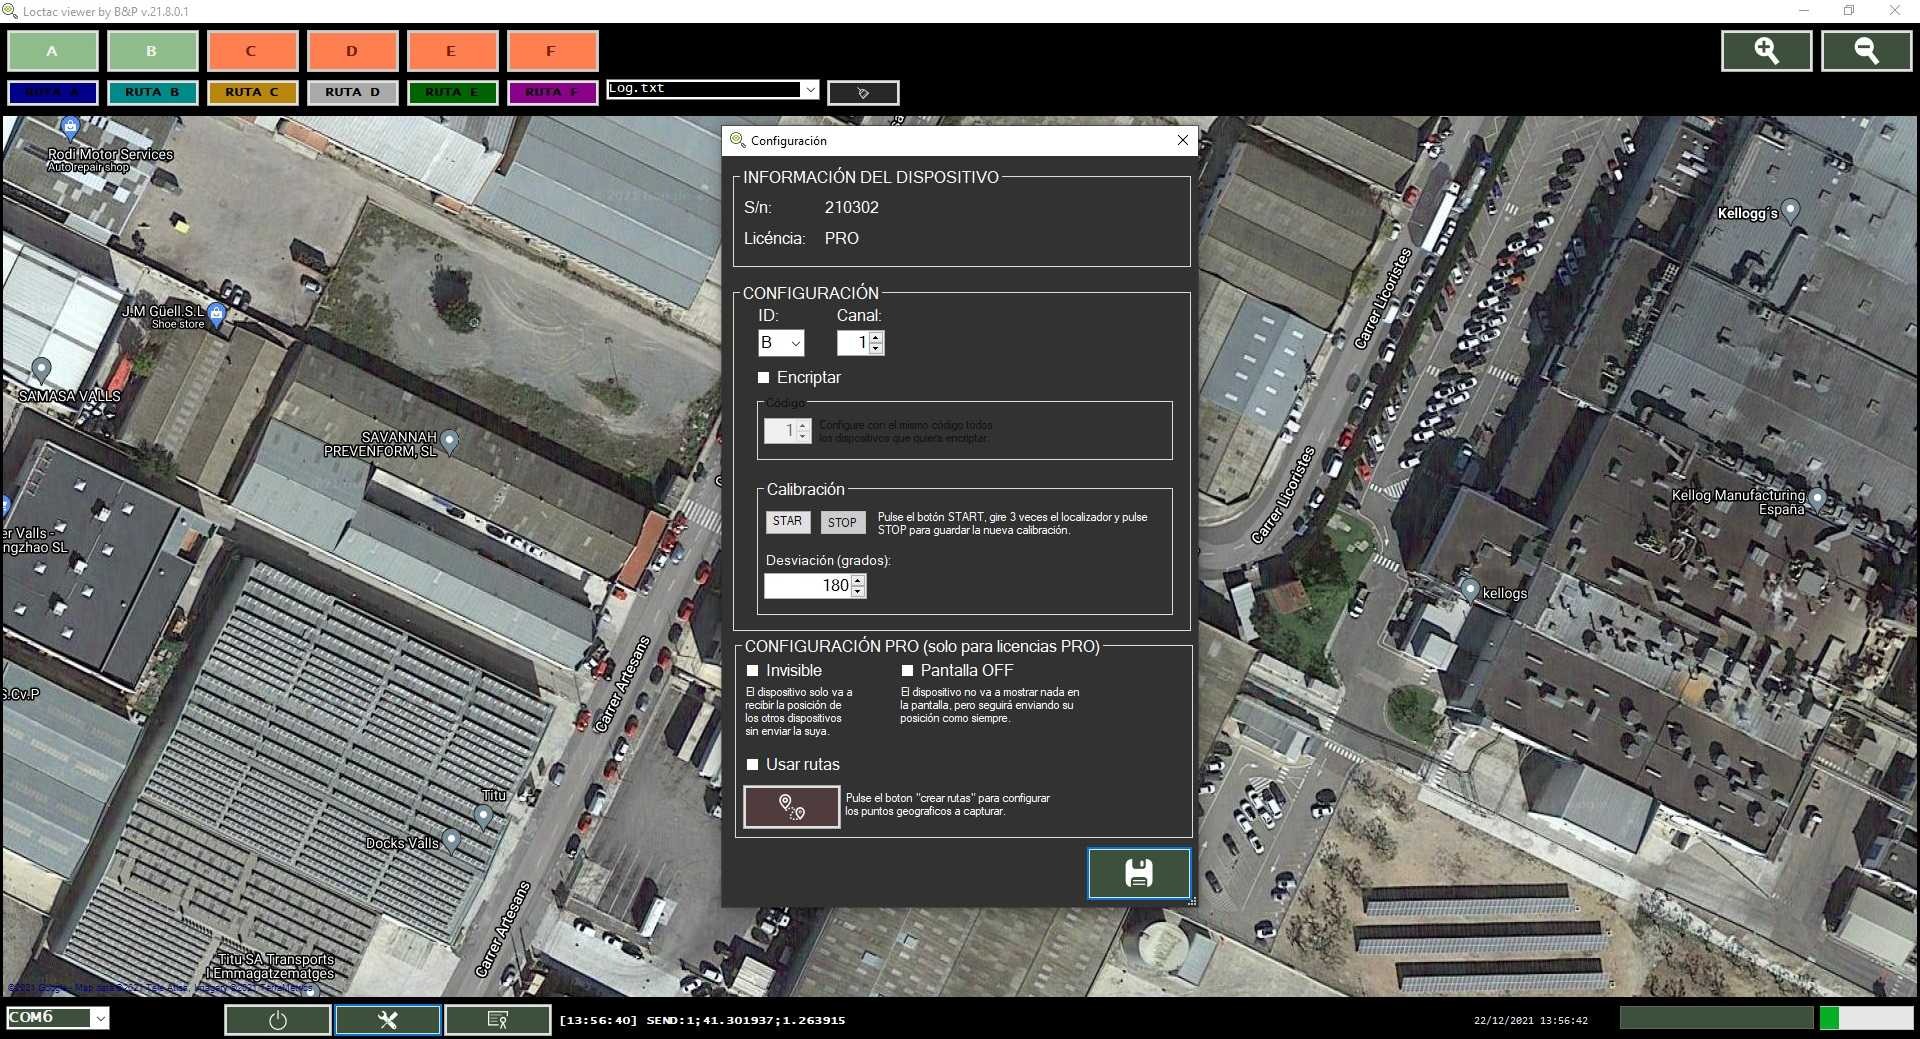 Loctac viewer by B&P v.21.8.0.1
A B C D E F
RUTA A RUTA B RUTA C RUTA D RUTA E RUTA F Log.txt
Configuración
INFORMACIÓN DEL DISPOSITIVO
S/n: 210302
Licéncia: PRO
CONFIGURACIÓN
ID: Canal:
B 1
Encriptar
Código
1 Configure con el mismo código todos
los dispositivos que quiera encriptar.
Calibración
STAR STOP
Pulse el botón START, gire 3 veces el localizador y pulse
STOP para guardar la nueva calibración.
Desviación (grados):
180
CONFIGURACIÓN PRO (solo para licencias PRO)
Invisible
El dispositivo solo va a
recibir la posición de
los otros dispositivos
sin enviar la suya.
Pantalla OFF
El dispositivo no va a mostrar nada en
la pantalla, pero seguirá enviando su
posición como siempre.
Usar rutas
Pulse el boton "crear rutas" para configurar
los puntos geograficos a capturar.
Rodi Motor Services
Auto repair shop
J.M Güell.S.L
Shoe store
SAMASA VALLS
SAVANNAH
PREVENFORM, SL
er Valls -
ngzhao SL
S.Cv.P
Titu
Docks Valls
Titu SA Transports
I Emmagatzematges
Carrer Artesans
Carrer Artesans
Carrer Licoristes
Carrer Licoristes
Kellogg´s
Kellog Manufacturing
España
kellogs
©2021 Google - Map data ©2021 Tele Atlas, Imagery ©2021 TerraMetrics
COM6 [13:56:40] SEND:1;41.301937;1.263915 22/12/2021 13:56:42